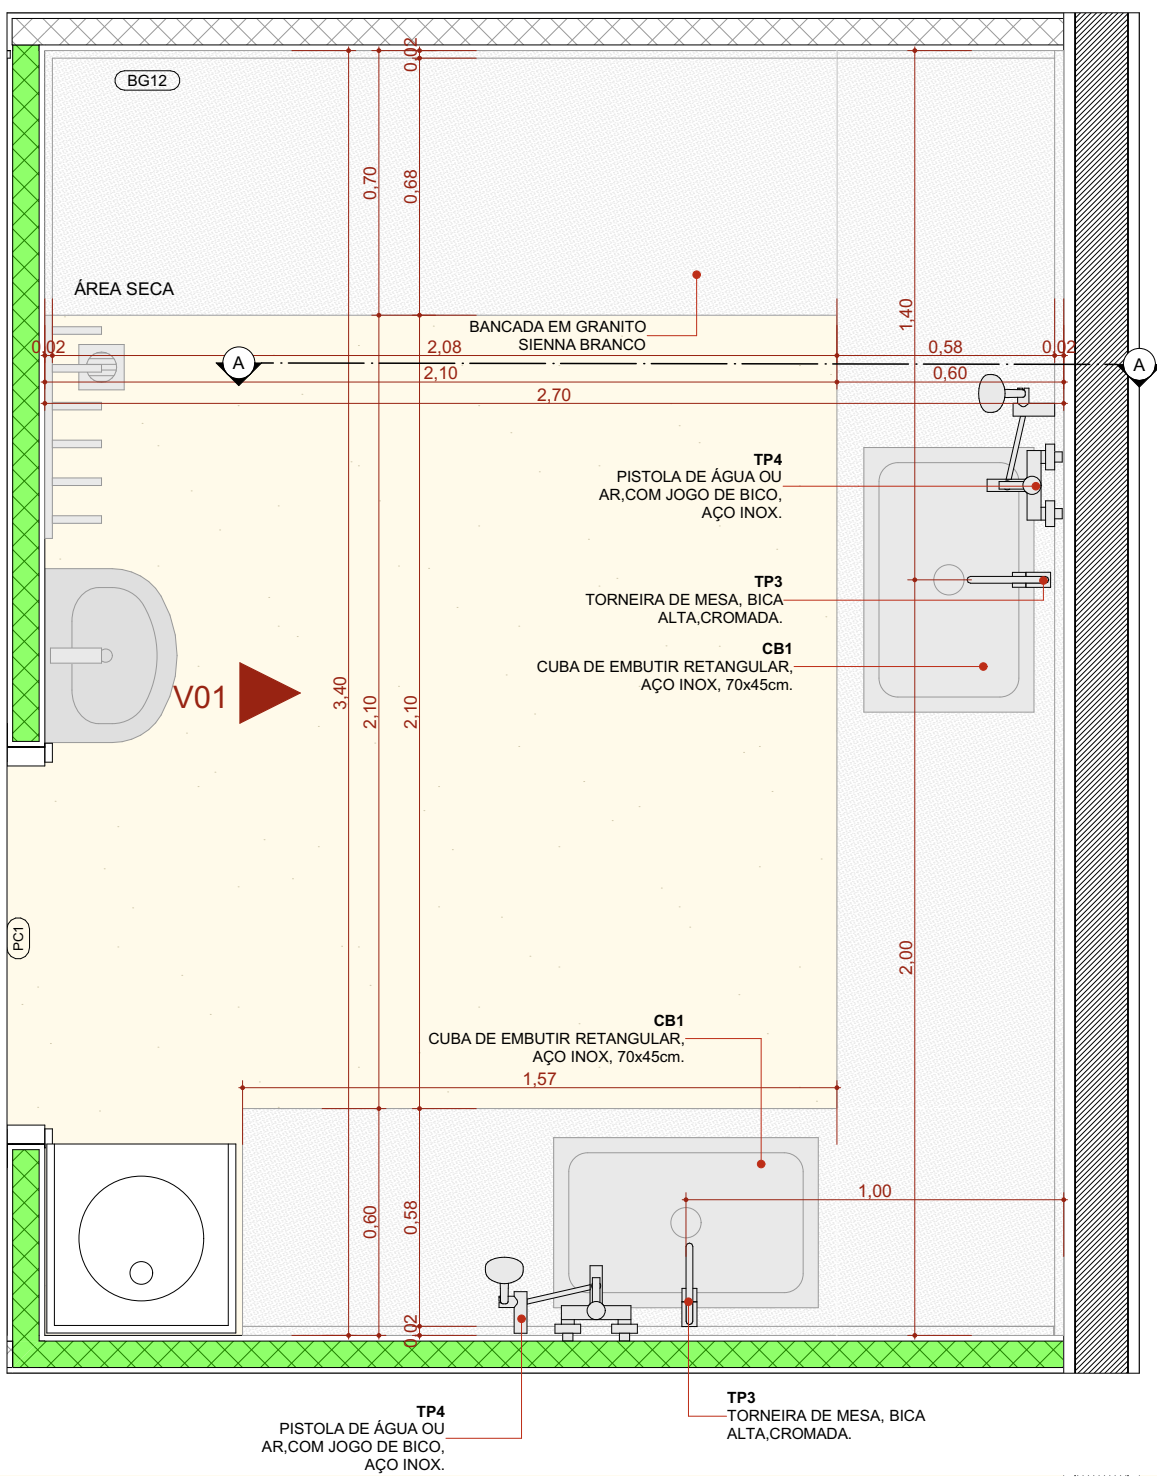 0,02
BG12
0,70
0,68
ÁREA SECA
1,40
BANCADA EM GRANITO
SIENNA BRANCO
0,02
2,08
0,58
0,02
A
A
2,10
0,60
2,70
TP4
PISTOLA DE ÁGUA OU
AR,COM JOGO DE BICO,
AÇO INOX.
TP3
TORNEIRA DE MESA, BICA
ALTA,CROMADA.
CB1
CUBA DE EMBUTIR RETANGULAR,
AÇO INOX, 70x45cm.
V01
3,40
2,10
2,10
PC1
2,00
CB1
CUBA DE EMBUTIR RETANGULAR,
AÇO INOX, 70x45cm.
1,57
1,00
0,60
0,58
0,02
TP4
PISTOLA DE ÁGUA OU
AR,COM JOGO DE BICO,
AÇO INOX.
TP3
TORNEIRA DE MESA, BICA
ALTA,CROMADA.